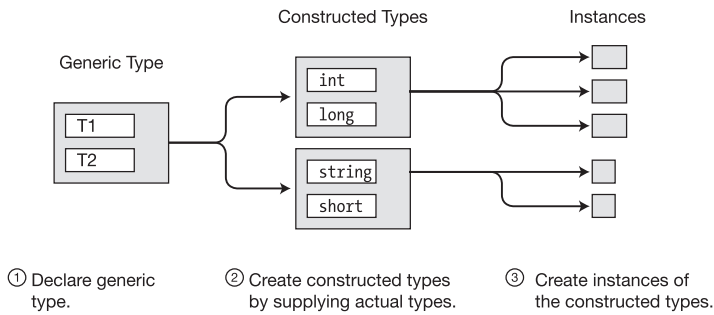 Constructed Types
Instances
Generic Type
T1
T2
int
long
string
short
① Declare generic
type.
② Create constructed types
by supplying actual types.
③ Create instances of
the constructed types.